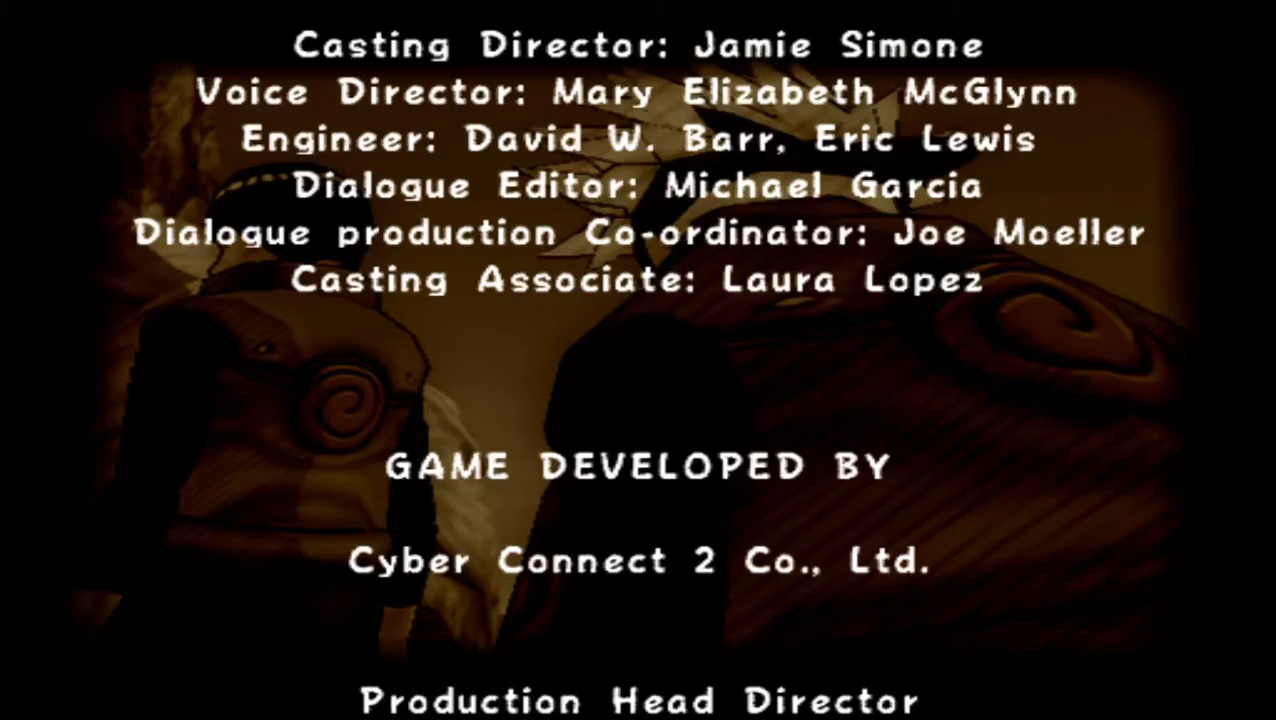 Casting Director: Jamie Simone
Voice Director: Mary Elizabeth McGlynn
Engineer: David W. Barr, Eric Lewis
Dialogue Editor: Michael Garcia
Dialogue production Co-ordinator: Joe Moeller
Casting Associate: Laura Lopez
GAME DEVELOPED BY
Cyber Connect 2 Co., Ltd.
Production Head Director